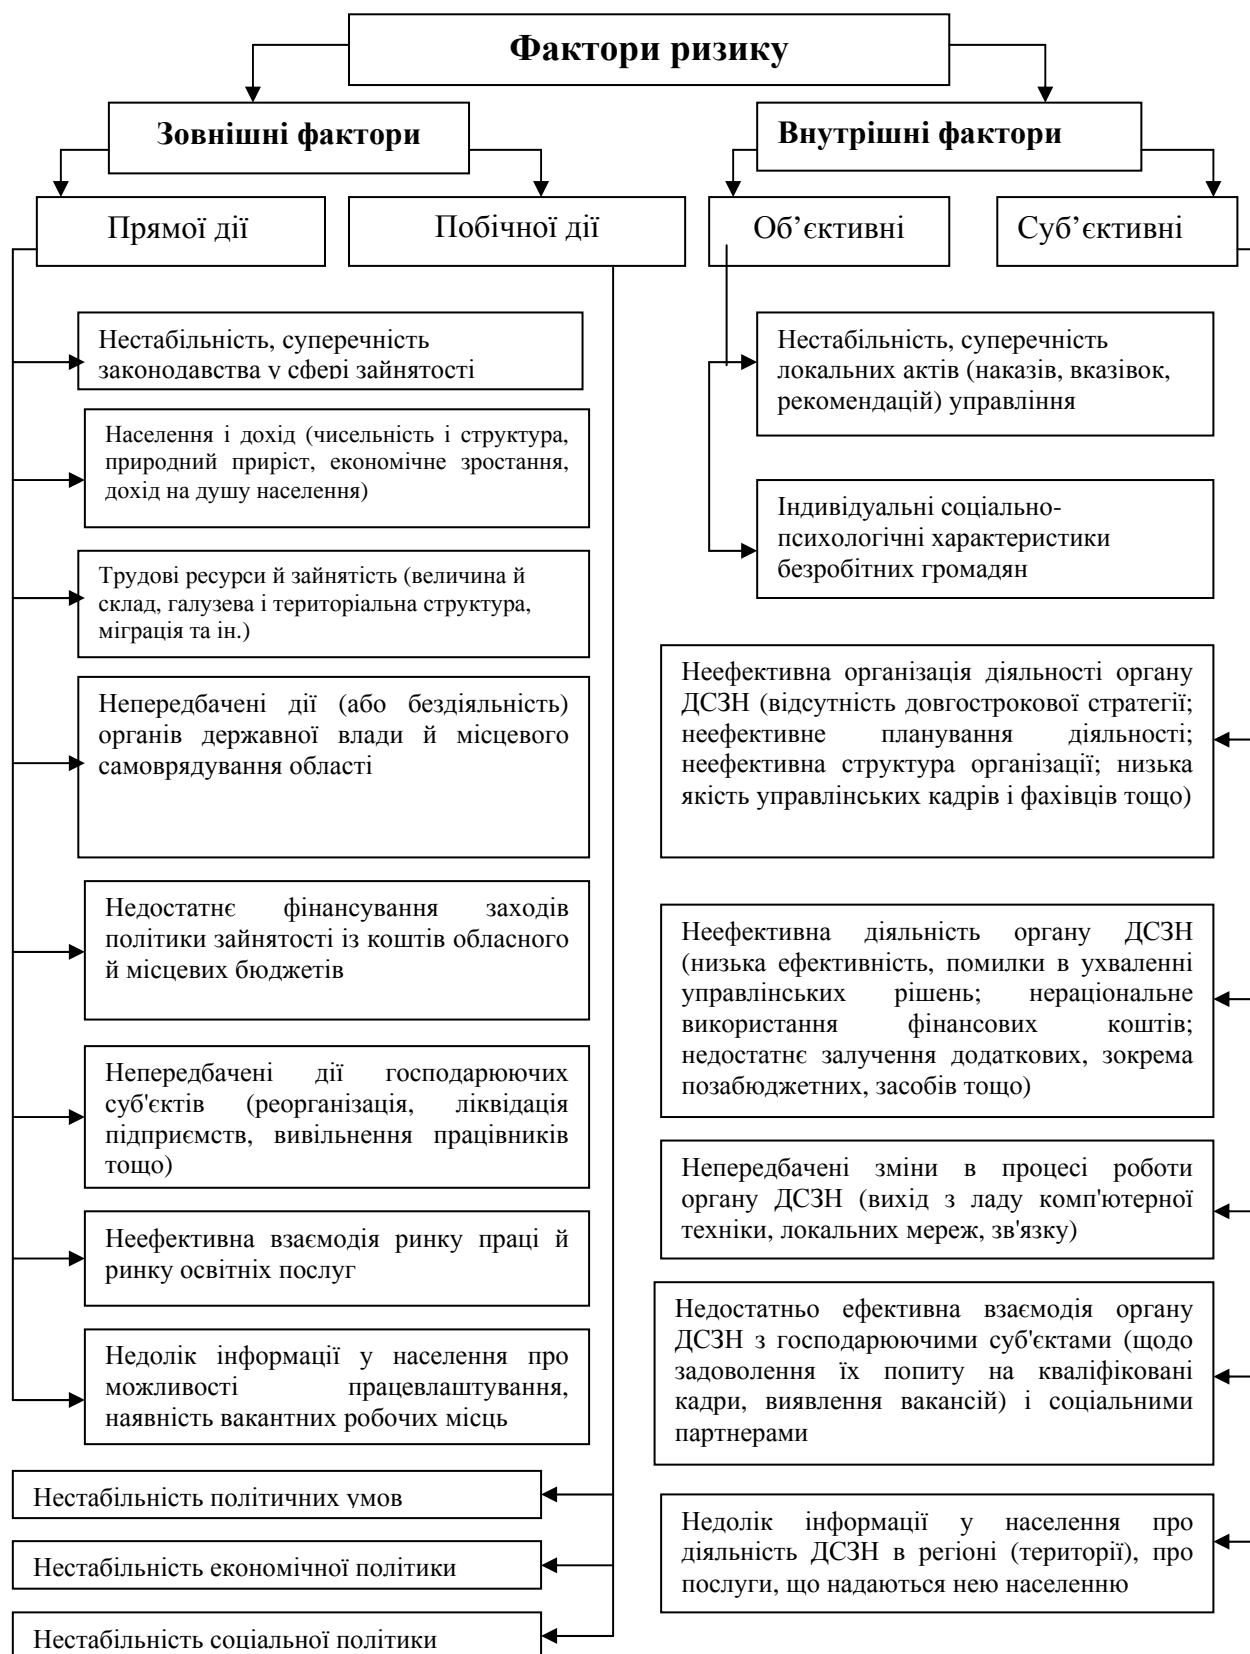 Фактори ризику
Зовнішні фактори
Внутрішні фактори
Прямої дії
Побічної дії
Об’єктивні
Суб’єктивні
Нестабільність, суперечність
законодавства у сфері зайнятості
Населення і дохід (чисельність і структура,
природний приріст, економічне зростання,
дохід на душу населення)
Трудові ресурси й зайнятість (величина й
склад, галузева і територіальна структура,
міграція та ін.)
Непередбачені дії (або бездіяльність)
органів державної влади й місцевого
самоврядування області
Недостатнє фінансування заходів
політики зайнятості із коштів обласного
й місцевих бюджетів
Непередбачені дії господарюючих
суб'єктів (реорганізація, ліквідація
підприємств, вивільнення працівників
тощо)
Неефективна взаємодія ринку праці й
ринку освітніх послуг
Недолік інформації у населення про
можливості працевлаштування,
наявність вакантних робочих місць
Нестабільність політичних умов
Нестабільність економічної політики
Нестабільність соціальної політики
Нестабільність, суперечність
локальних актів (наказів, вказівок,
рекомендацій) управління
Індивідуальні соціально-
психологічні характеристики
безробітних громадян
Неефективна організація діяльності органу
ДСЗН (відсутність довгострокової стратегії;
неефективне планування діяльності;
неефективна структура організації; низька
якість управлінських кадрів і фахівців тощо)
Неефективна діяльність органу ДСЗН
(низька ефективність, помилки в ухваленні
управлінських рішень; нераціональне
використання фінансових коштів;
недостатнє залучення додаткових, зокрема
позабюджетних, засобів тощо)
Непередбачені зміни в процесі роботи
органу ДСЗН (вихід з ладу комп'ютерної
техніки, локальних мереж, зв'язку)
Недостатньо ефективна взаємодія органу
ДСЗН з господарюючими суб'єктами (щодо
задоволення їх попиту на кваліфіковані
кадри, виявлення вакансій) і соціальними
партнерами
Недолік інформації у населення про
діяльність ДСЗН в регіоні (території), про
послуги, що надаються нею населенню